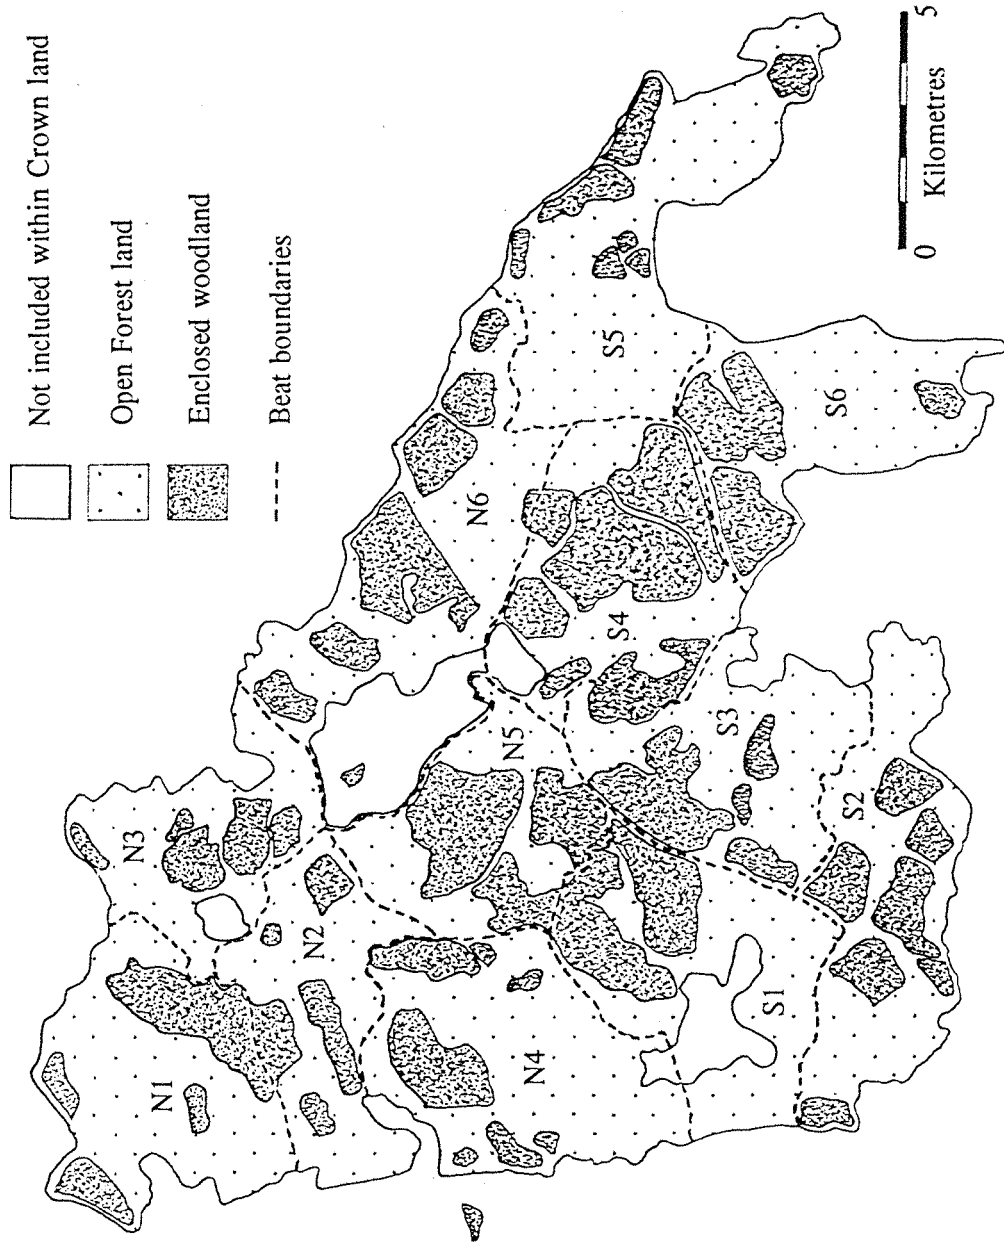 Not included within Crown land
Open Forest land
Enclosed woodland
Beat boundaries
N1
N2
N3
N4
N5
N6
S1
S2
S3
S4
S5
S6
0 5
Kilometres